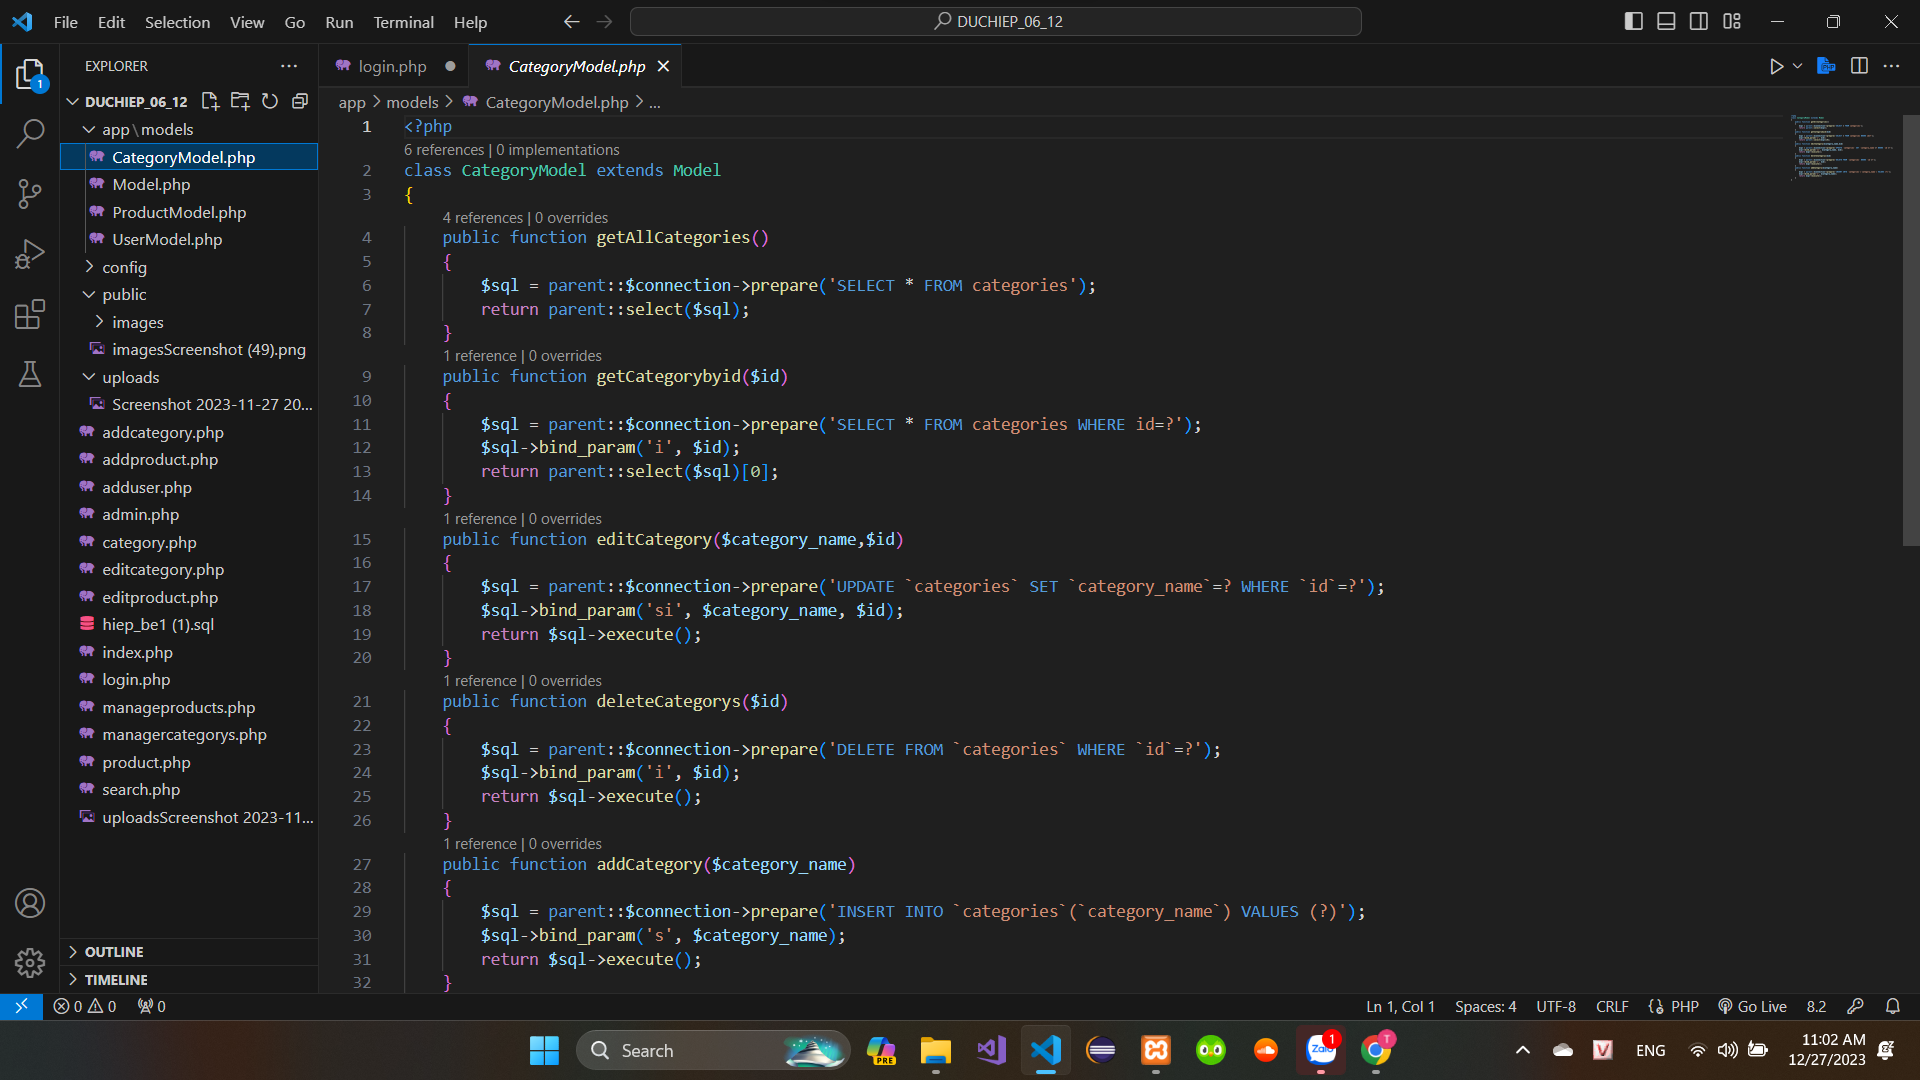 File Edit Selection View Go Run Terminal Help
DUCHIEP_06_12
EXPLORER
1
DUCHIEP_06_12
app\models
CategoryModel.php
Model.php
ProductModel.php
UserModel.php
config
public
images
imagesScreenshot (49).png
uploads
Screenshot 2023-11-27 20...
addcategory.php
addproduct.php
adduser.php
admin.php
category.php
editcategory.php
editproduct.php
hiep_be1 (1).sql
index.php
login.php
manageproducts.php
managercategorys.php
product.php
search.php
uploadsScreenshot 2023-11...
OUTLINE
TIMELINE
login.php
CategoryModel.php
app > models > CategoryModel.php > ...
1 <?php
6 references | 0 implementations
2 class CategoryModel extends Model
3 {
4 references | 0 overrides
4 public function getAllCategories()
5 {
6 $sql = parent::$connection->prepare('SELECT * FROM categories');
7 return parent::select($sql);
8 }
1 reference | 0 overrides
9 public function getCategorybyid($id)
10 {
11 $sql = parent::$connection->prepare('SELECT * FROM categories WHERE id=?');
12 $sql->bind_param('i', $id);
13 return parent::select($sql)[0];
14 }
1 reference | 0 overrides
15 public function editCategory($category_name,$id)
16 {
17 $sql = parent::$connection->prepare('UPDATE `categories` SET `category_name`=? WHERE `id`=?');
18 $sql->bind_param('si', $category_name, $id);
19 return $sql->execute();
20 }
1 reference | 0 overrides
21 public function deleteCategorys($id)
22 {
23 $sql = parent::$connection->prepare('DELETE FROM `categories` WHERE `id`=?');
24 $sql->bind_param('i', $id);
25 return $sql->execute();
26 }
1 reference | 0 overrides
27 public function addCategory($category_name)
28 {
29 $sql = parent::$connection->prepare('INSERT INTO `categories`(`category_name`) VALUES (?)');
30 $sql->bind_param('s', $category_name);
31 return $sql->execute();
32 }
0 0 0
Ln 1, Col 1 Spaces: 4 UTF-8 CRLF {} PHP Go Live 8.2
Search
PRE
Zalo
1
T
V
ENG
11:02 AM
12/27/2023